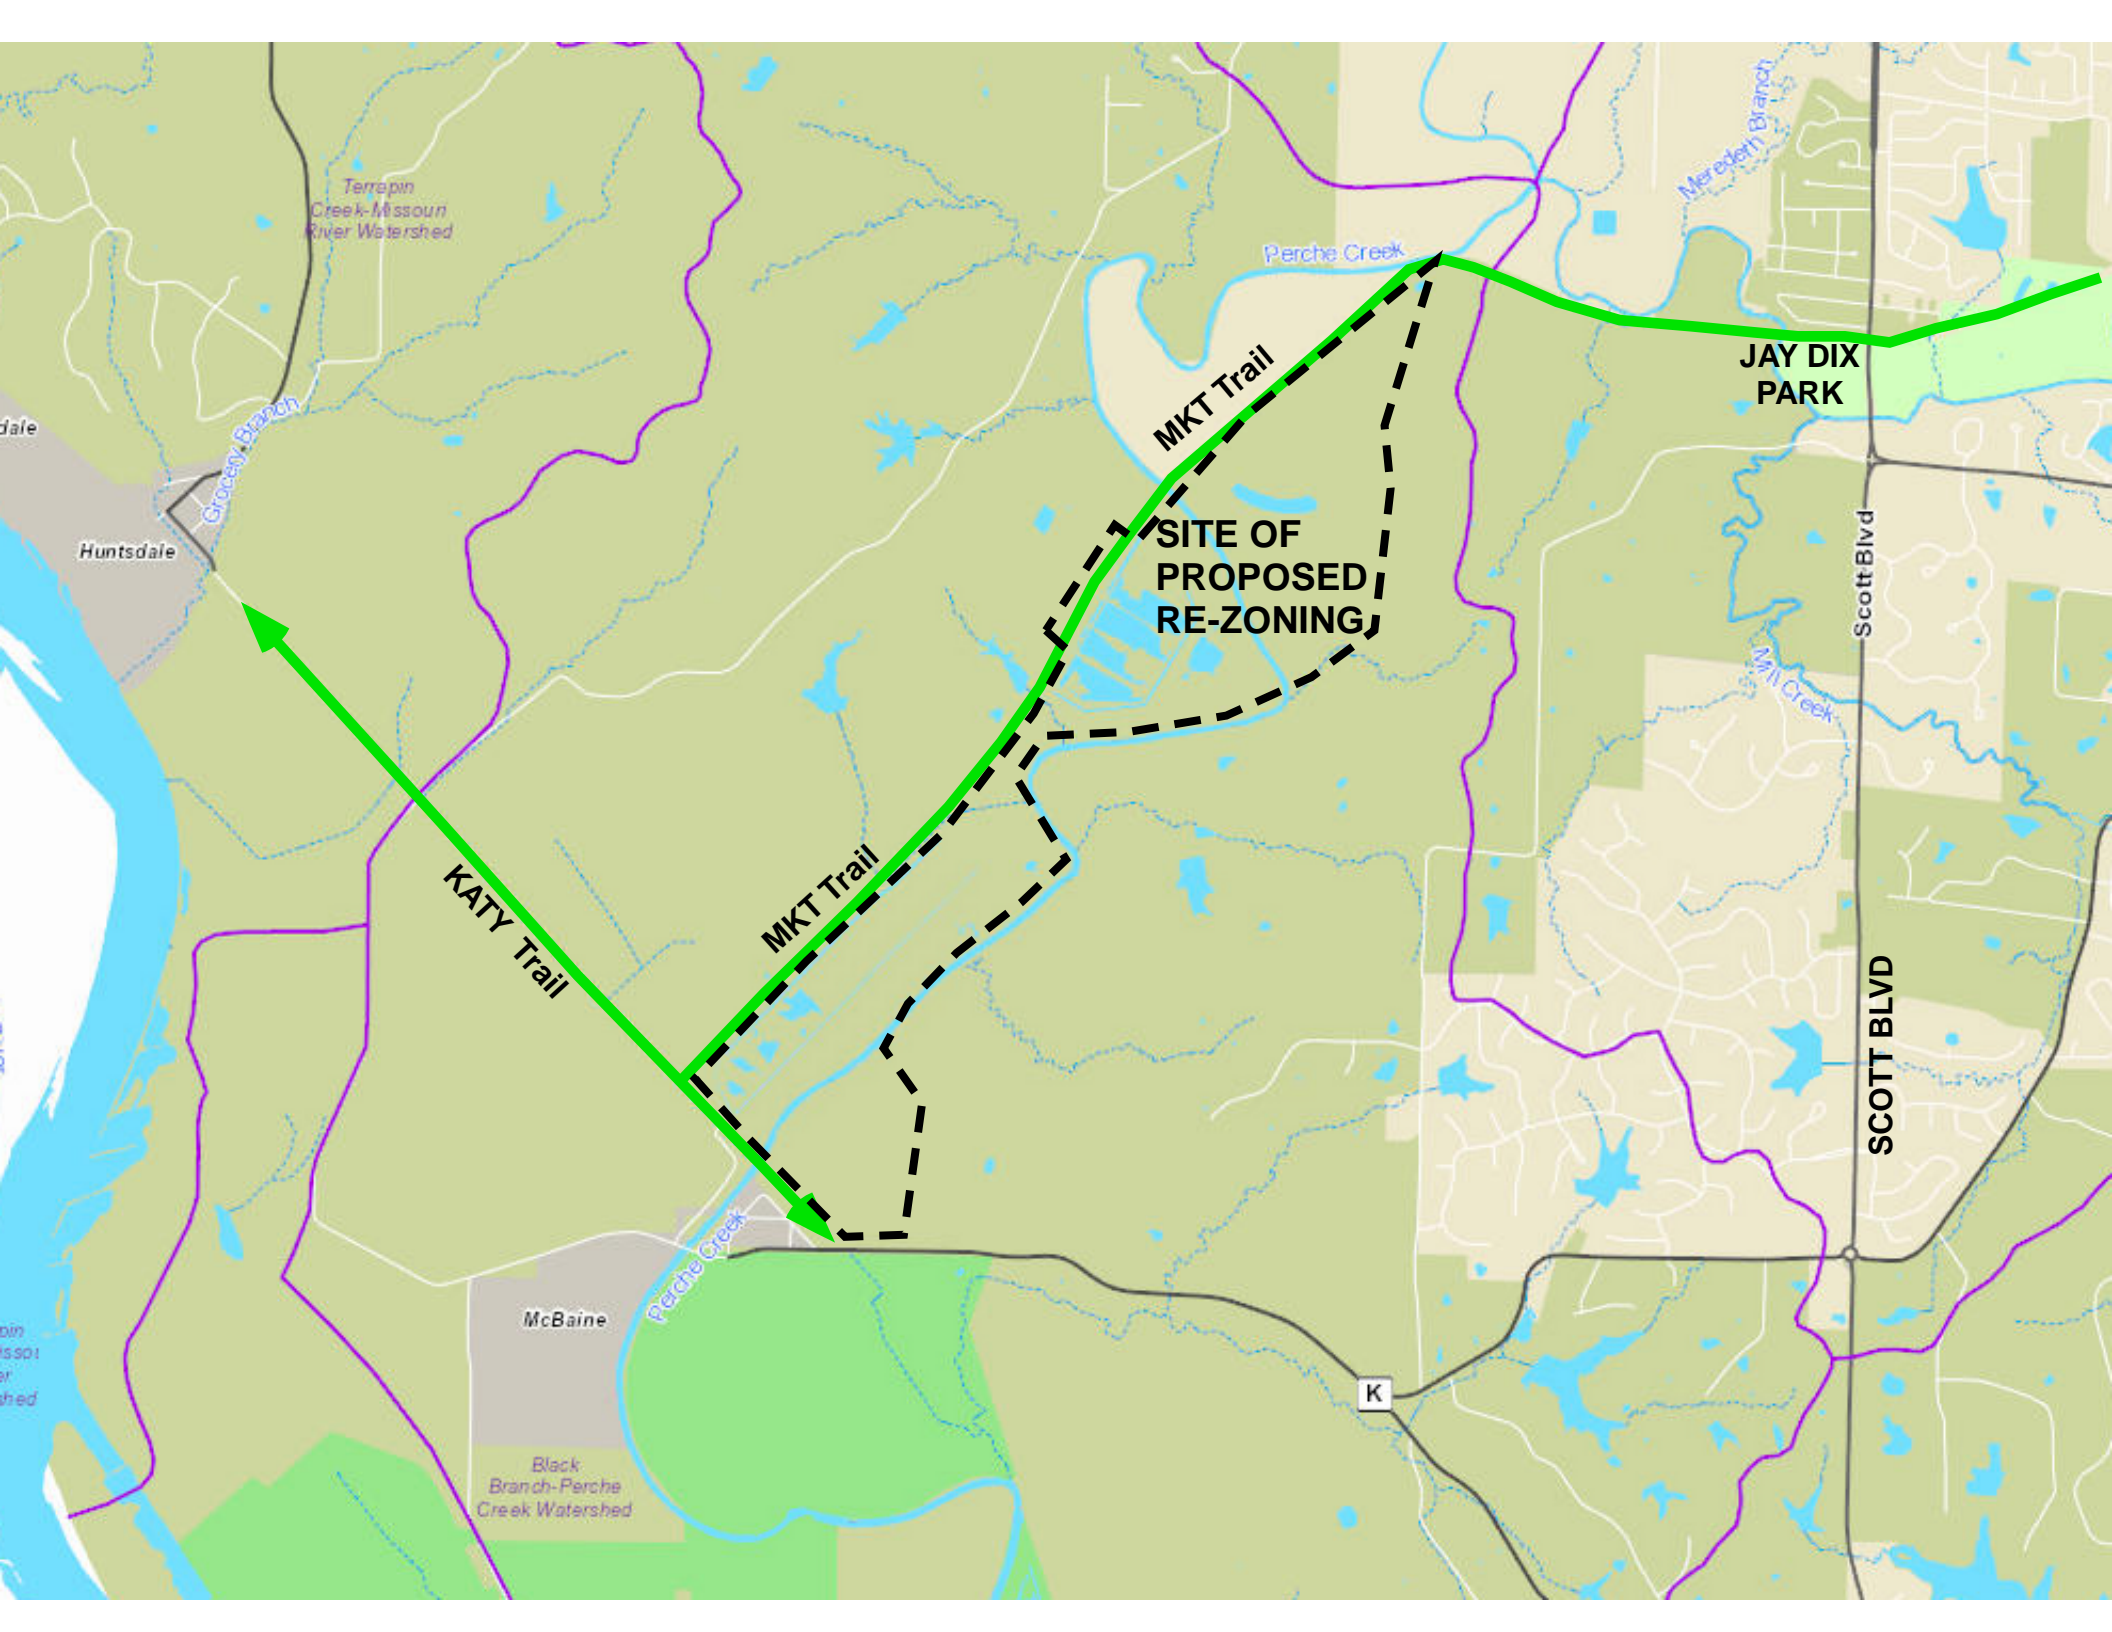 Terrapin
Creek-Missouri
River Watershed
Meredeth Branch
Perche Creek
JAY DIX
PARK
MKT Trail
dale
Grocery Branch
Huntsdale
SITE OF
PROPOSED
RE-ZONING
Scott Blvd
Mill Creek
KATY Trail
MKT Trail
SCOTT BLVD
Perche Creek
McBaine
K
Black
Branch-Perche
Creek Watershed